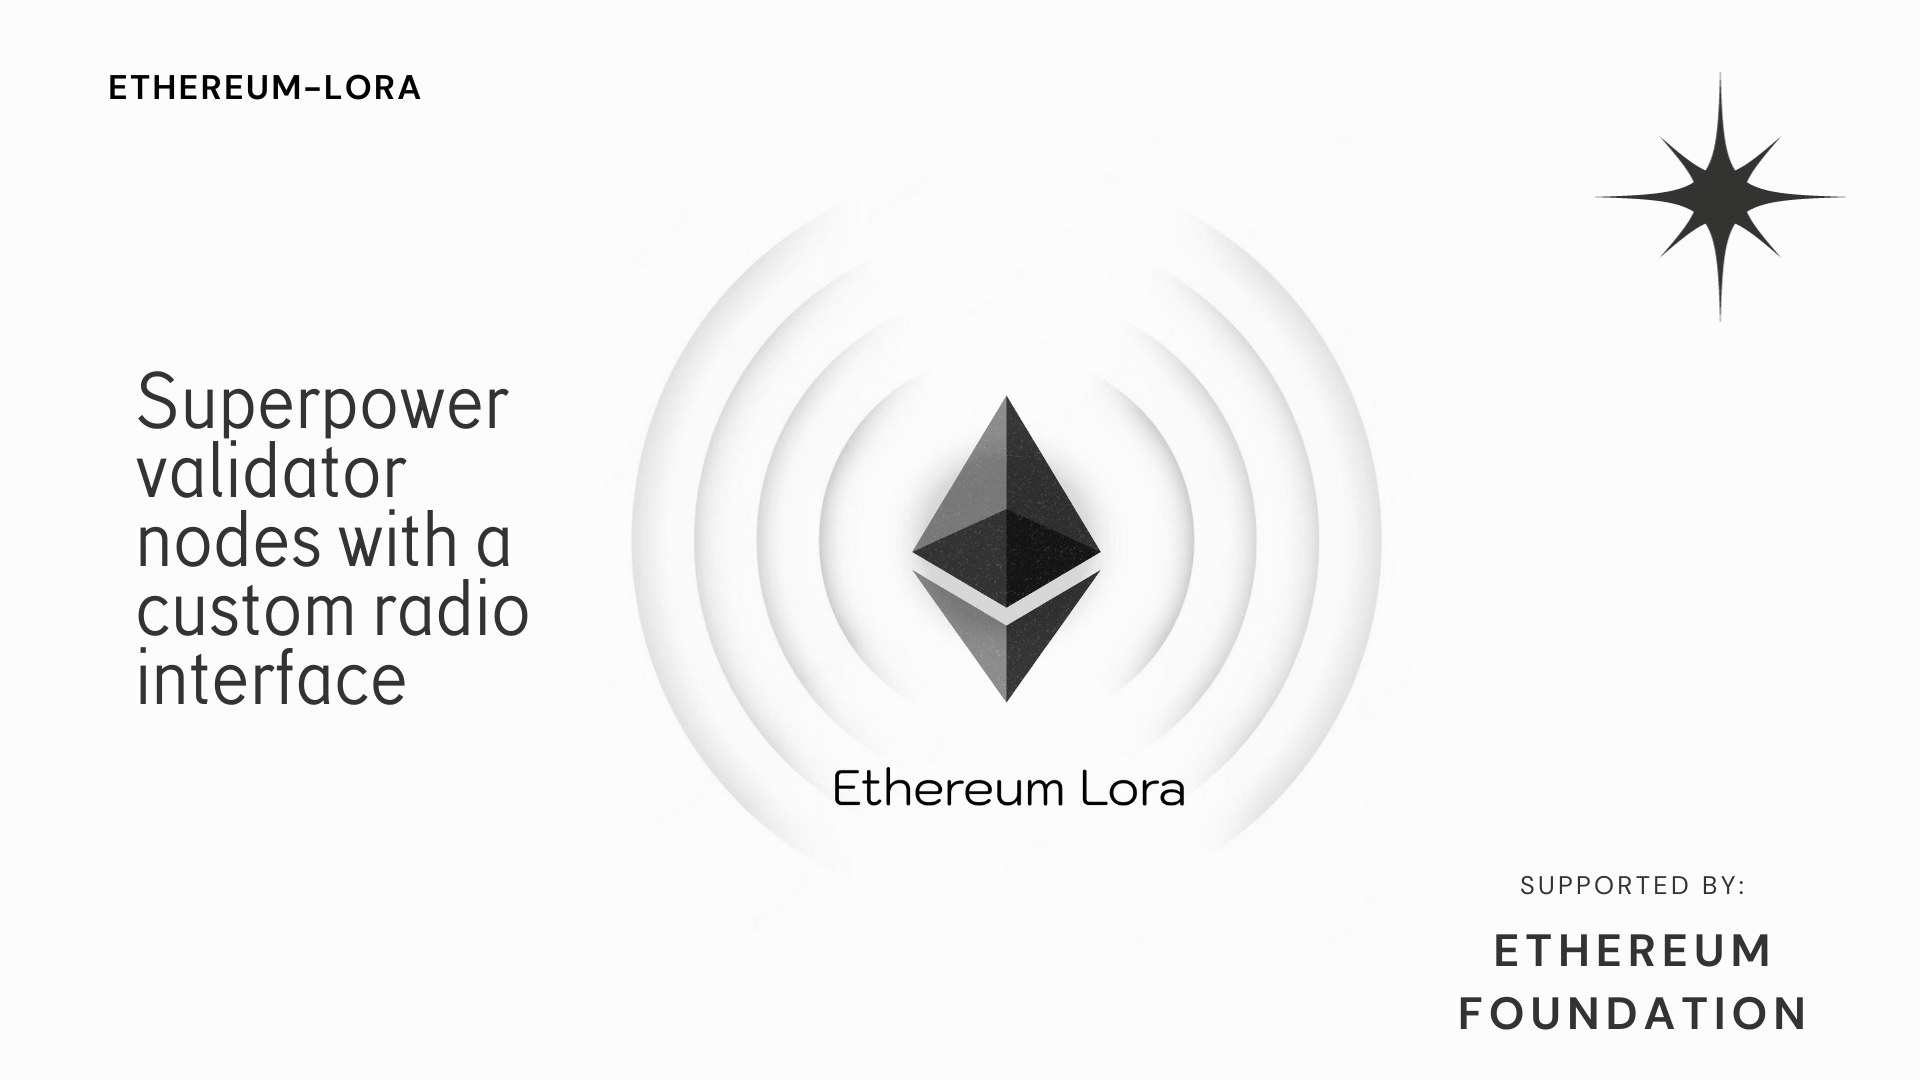 ETHEREUM-LORA
Superpower
validator
nodes with a
custom radio
interface
Ethereum Lora
SUPPORTED BY:
ETHEREUM
FOUNDATION